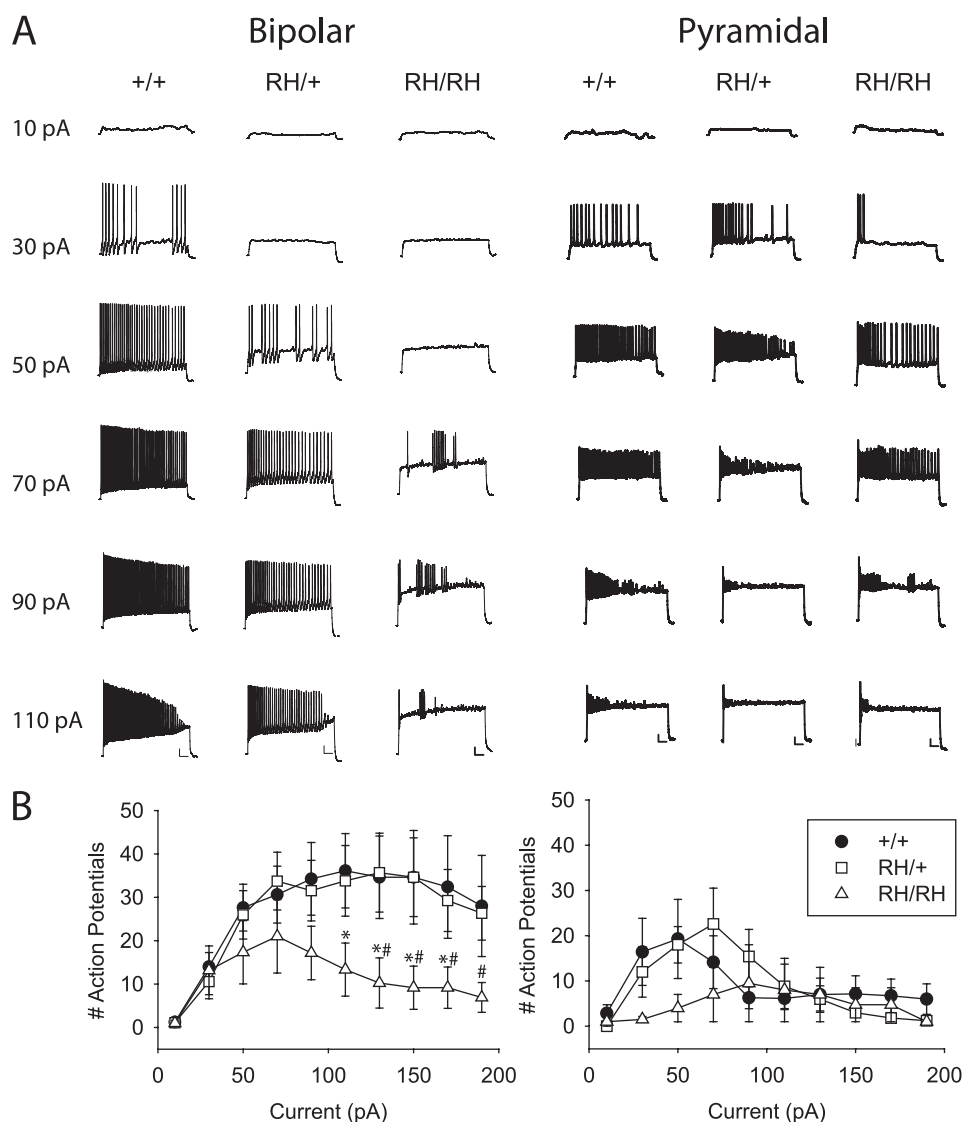 A
Bipolar Pyramidal
+/+ RH/+ RH/RH +/+ RH/+ RH/RH
10 pA
30 pA
50 pA
70 pA
90 pA
110 pA
B
# Action Potentials
50
40
30
20
10
0
* *# *# *# #
0 50 100 150 200
Current (pA)
# Action Potentials
50
40
30
20
10
0
0 50 100 150 200
Current (pA)
+/+
RH/+
RH/RH